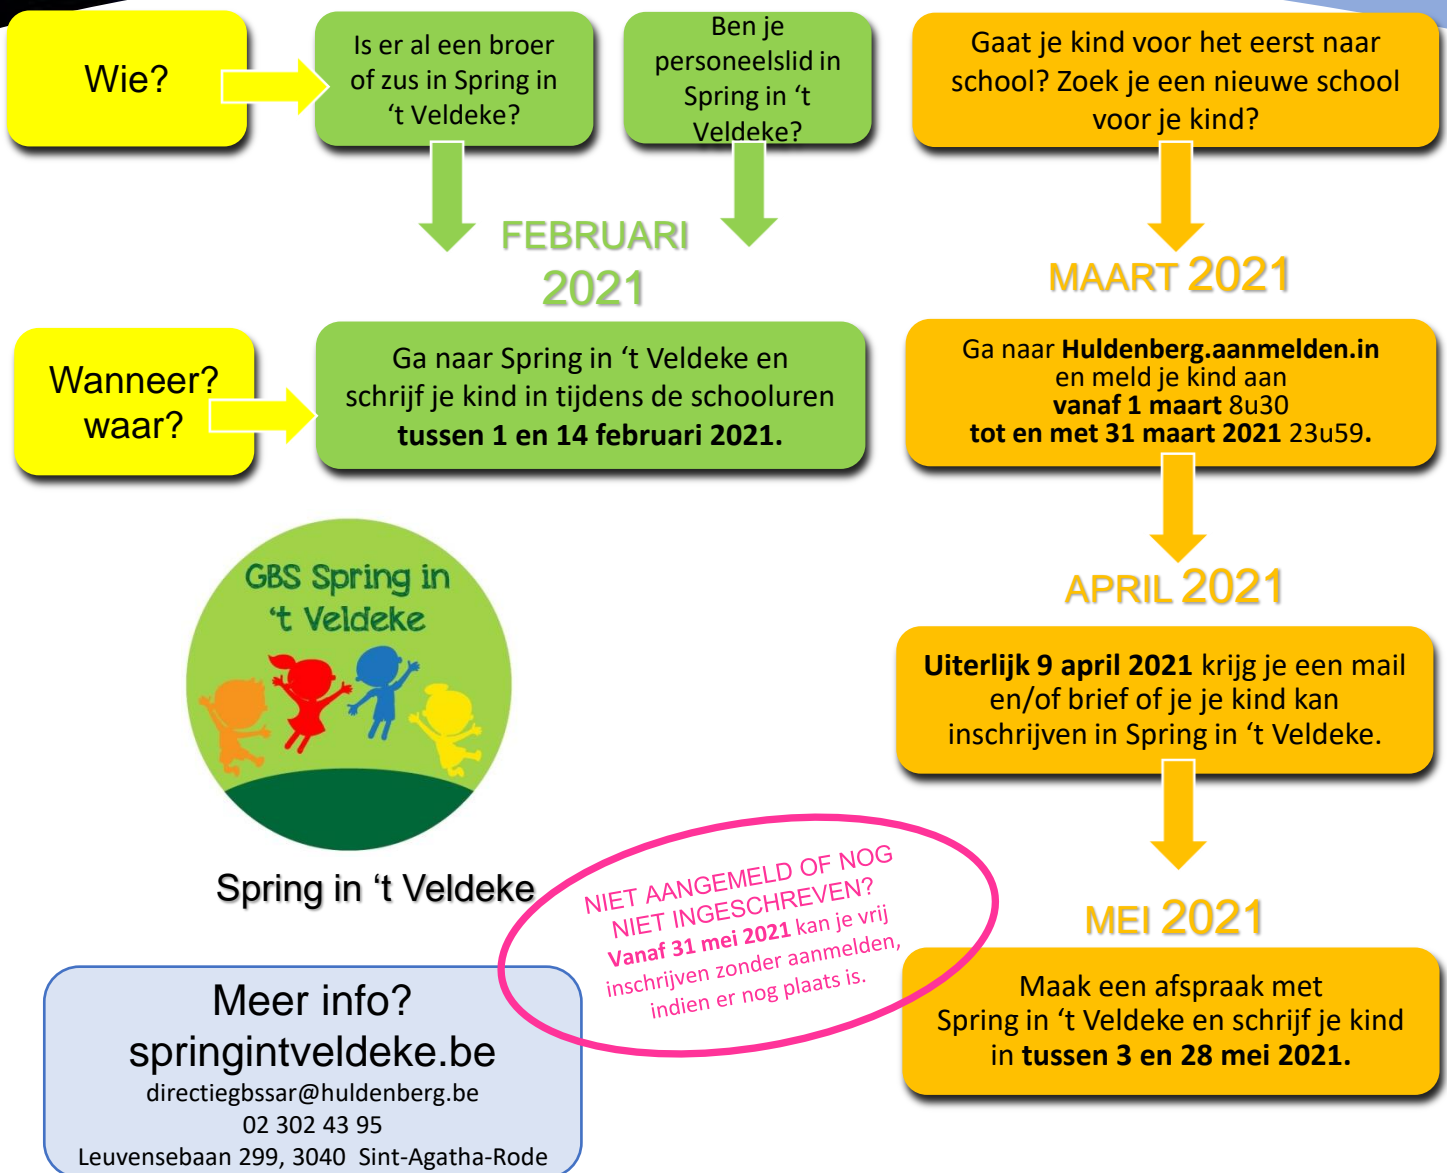 Wie?
Is er al een broer
of zus in Spring in
‘t Veldeke?
Ben je
personeelslid in
Spring in ‘t
Veldeke?
Gaat je kind voor het eerst naar
school? Zoek je een nieuwe school
voor je kind?
FEBRUARI
2021
MAART 2021
Wanneer?
waar?
Ga naar Spring in ‘t Veldeke en
schrijf je kind in tijdens de schooluren
tussen 1 en 14 februari 2021.
Ga naar Huldenberg.aanmelden.in
en meld je kind aan
vanaf 1 maart 8u30
tot en met 31 maart 2021 23u59.
GBS Spring in
‘t Veldeke
Spring in ‘t Veldeke
APRIL 2021
Uiterlijk 9 april 2021 krijg je een mail
en/of brief of je je kind kan
inschrijven in Spring in ‘t Veldeke.
NIET AANGEMELD OF NOG
NIET INGESCHREVEN?
Vanaf 31 mei 2021 kan je vrij
inschrijven zonder aanmelden,
indien er nog plaats is.
MEI 2021
Maak een afspraak met
Spring in ‘t Veldeke en schrijf je kind
in tussen 3 en 28 mei 2021.
Meer info?
springintveldeke.be
directiegbssar@huldenberg.be
02 302 43 95
Leuvensebaan 299, 3040 Sint-Agatha-Rode